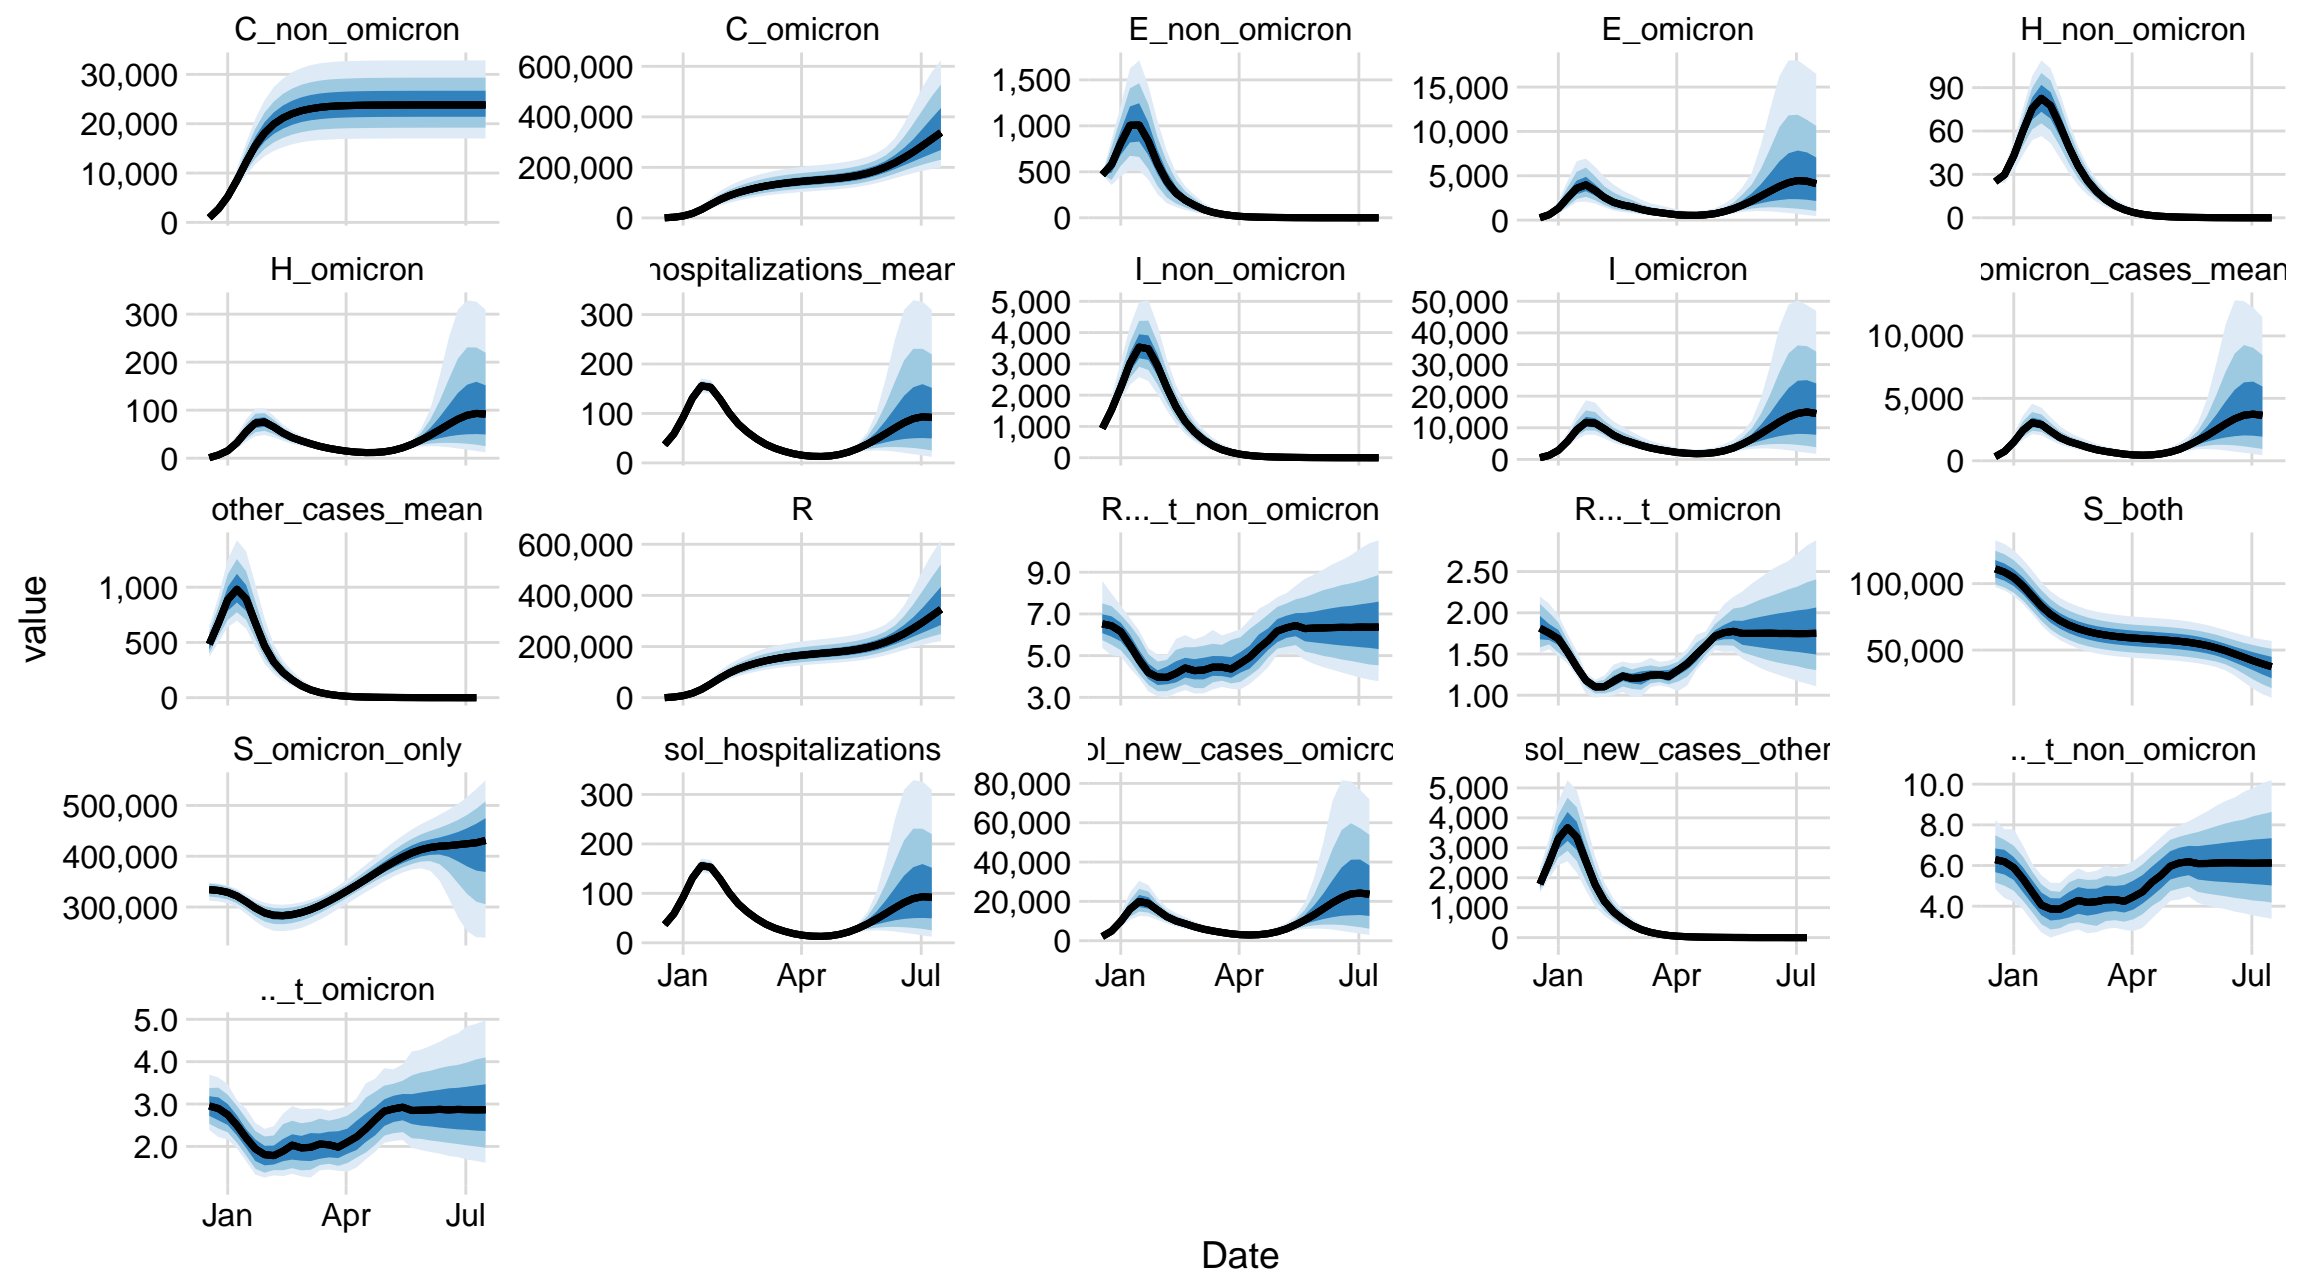 C_non_omicron C_omicron E_non_omicron E_omicron H_non_omicron
30,000 20,000 10,000 0
600,000 400,000 200,000 0
1,500 1,000 500 0
15,000 10,000 5,000 0
90 60 30 0
H_omicron hospitalizations_mean I_non_omicron I_omicron omicron_cases_mean
300 200 100 0
300 200 100 0
5,000 4,000 3,000 2,000 1,000 0
50,000 40,000 30,000 20,000 10,000 0
10,000 5,000 0
other_cases_mean R R..._t_non_omicron R..._t_omicron S_both
value
1,000 500 0
600,000 400,000 200,000 0
9.0 7.0 5.0 3.0
2.50 2.00 1.50 1.00
100,000 50,000
S_omicron_only sol_hospitalizations ol_new_cases_omicro sol_new_cases_other .._t_non_omicron
500,000 400,000 300,000
300 200 100 0
80,000 60,000 40,000 20,000 0
5,000 4,000 3,000 2,000 1,000 0
10.0 8.0 6.0 4.0
Jan Apr Jul Jan Apr Jul Jan Apr Jul Jan Apr Jul
.._t_omicron
5.0 4.0 3.0 2.0
Jan Apr Jul
Date